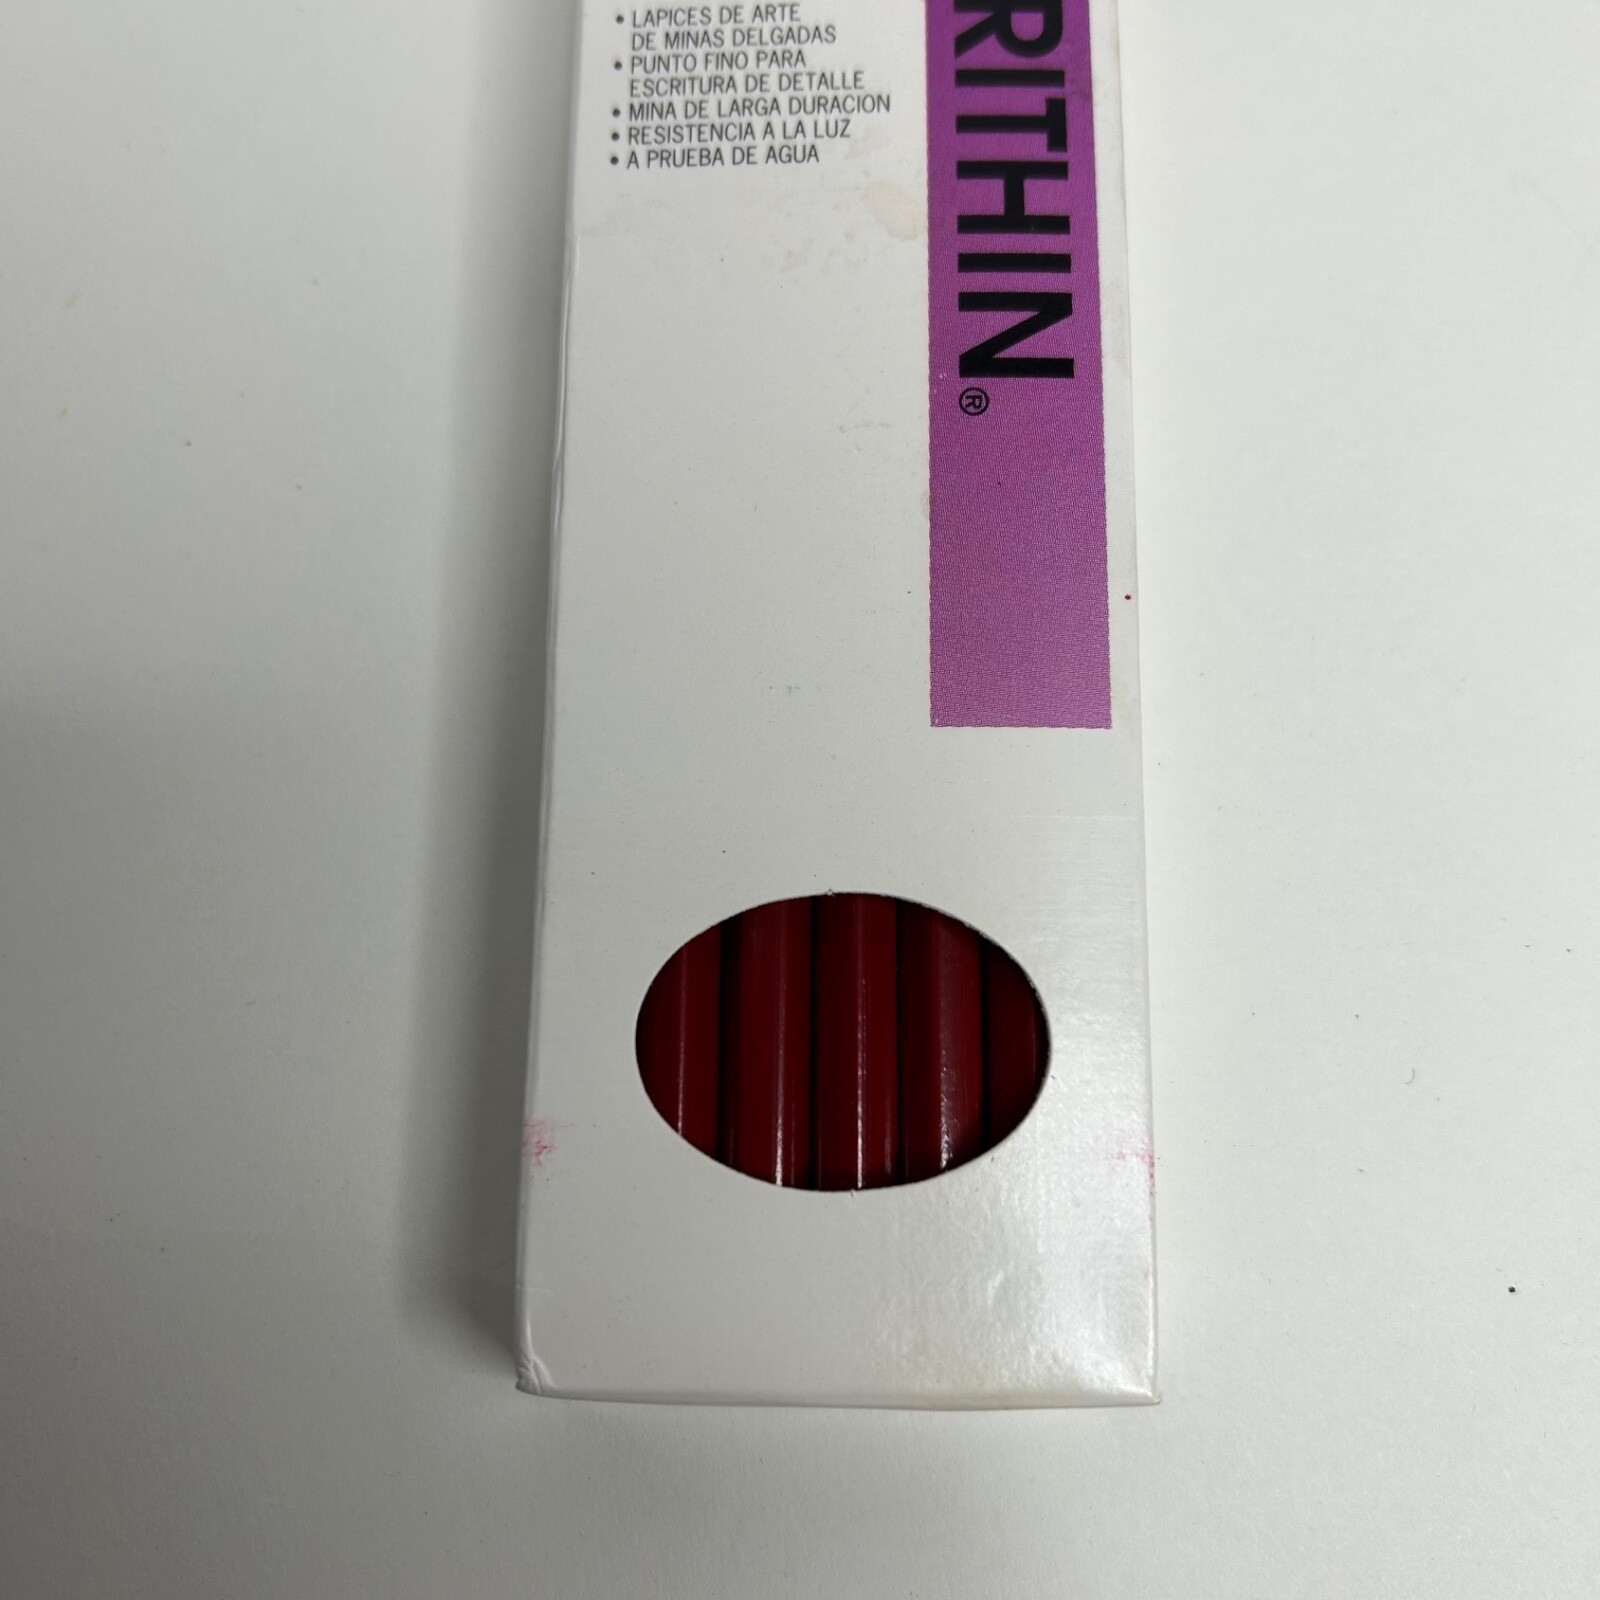 • LAPICES DE ARTE
DE MINAS DELGADAS
• PUNTO FINO PARA
ESCRITURA DE DETALLE
• MINA DE LARGA DURACION
• RESISTENCIA A LA LUZ
• A PRUEBA DE AGUA
RITHIN®